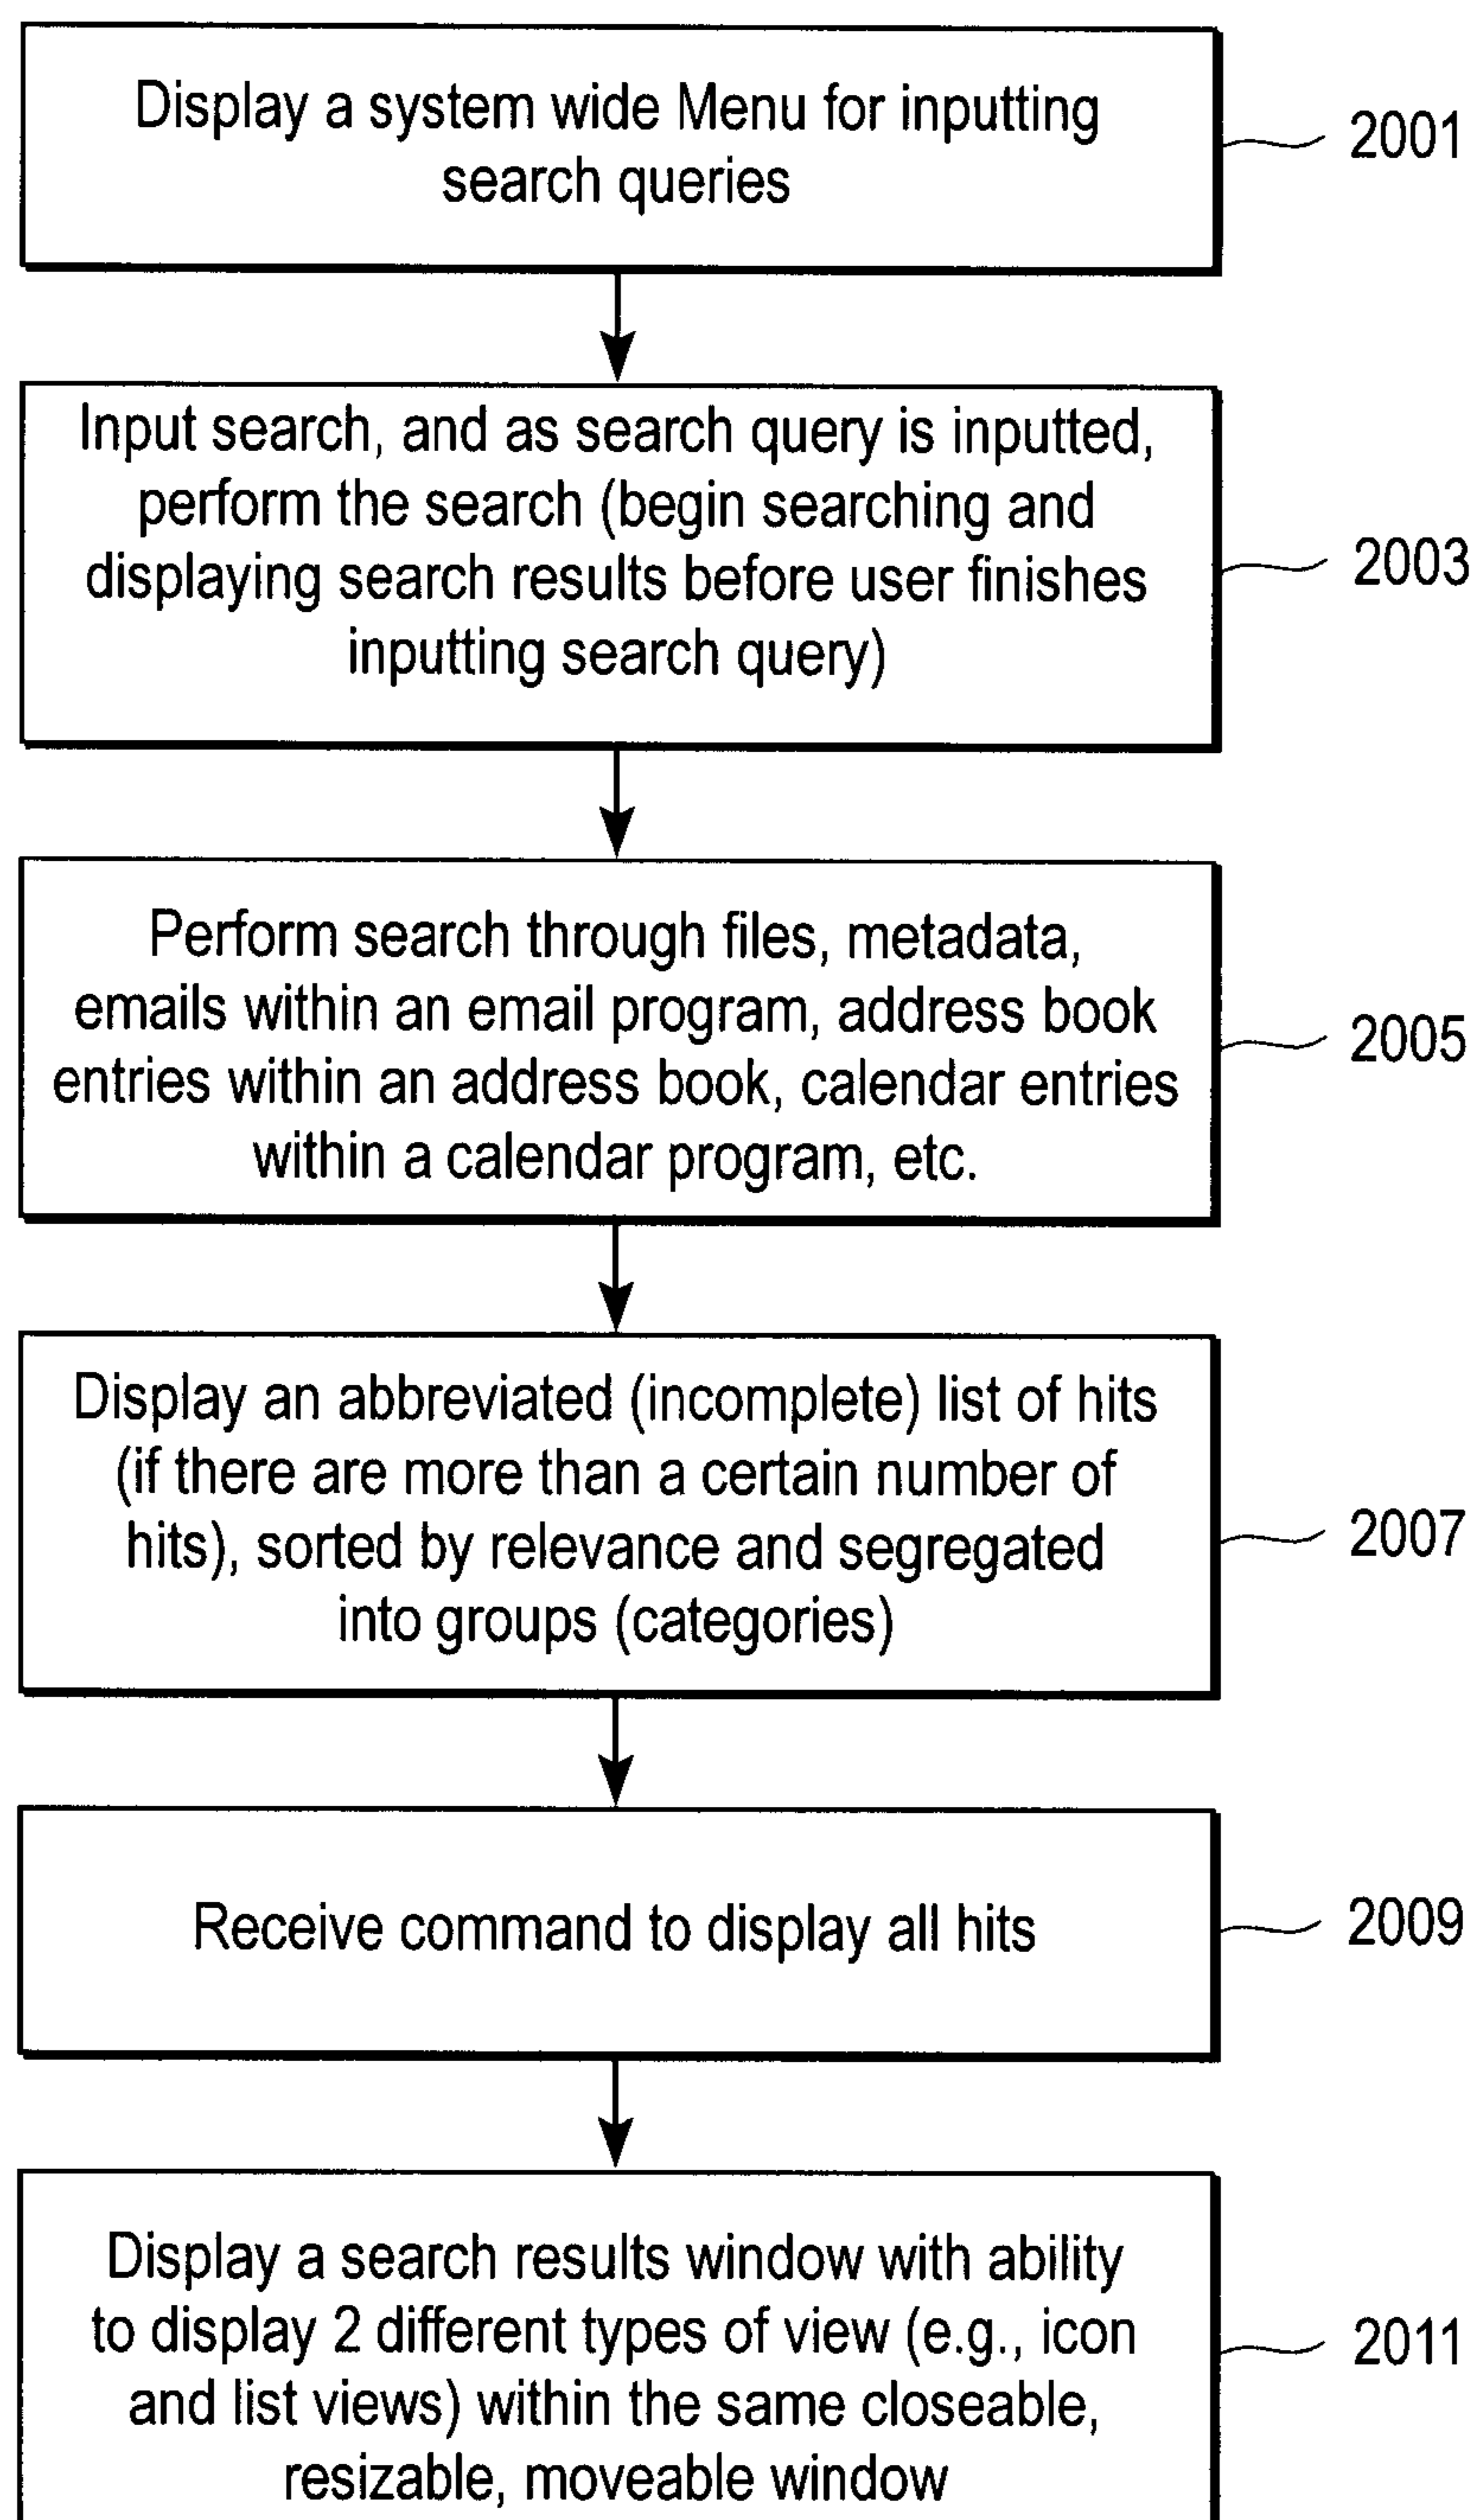 Display a system wide Menu for inputting
search queries
2001
Input search, and as search query is inputted,
perform the search (begin searching and
displaying search results before user finishes
inputting search query)
2003
Perform search through files, metadata,
emails within an email program, address book
entries within an address book, calendar entries
within a calendar program, etc.
2005
Display an abbreviated (incomplete) list of hits
(if there are more than a certain number of
hits), sorted by relevance and segregated
into groups (categories)
2007
Receive command to display all hits
2009
Display a search results window with ability
to display 2 different types of view (e.g., icon
and list views) within the same closeable,
resizable, moveable window
2011